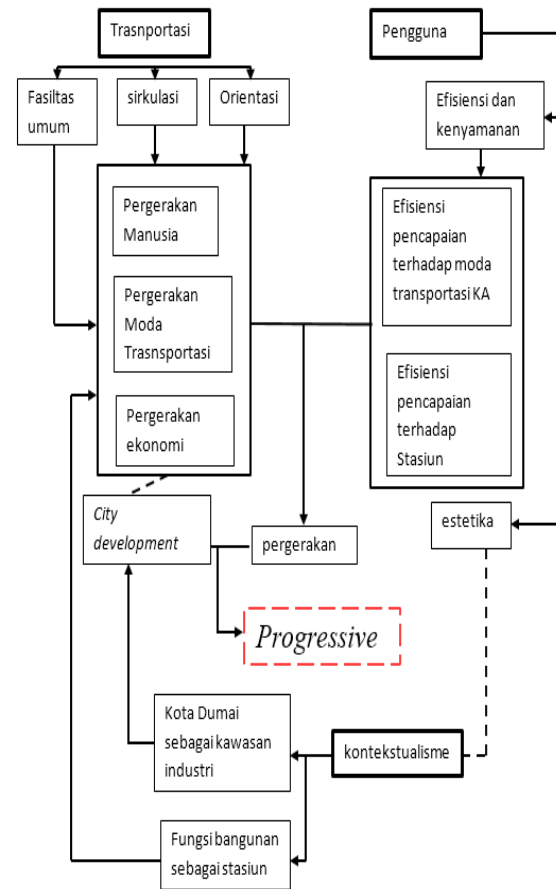 Trasnportasi
Pengguna
Fasiltas
umum
sirkulasi
Orientasi
Efisiensi dan
kenyamanan
Pergerakan
Manusia
Pergerakan
Moda
Trasnsportasi
Pergerakan
ekonomi
Efisiensi
pencapaian
terhadap moda
transportasi KA
Efisiensi
pencapaian
terhadap
Stasiun
City
development
pergerakan
estetika
Progressive
Kota Dumai
sebagai kawasan
industri
kontekstualisme
Fungsi bangunan
sebagai stasiun